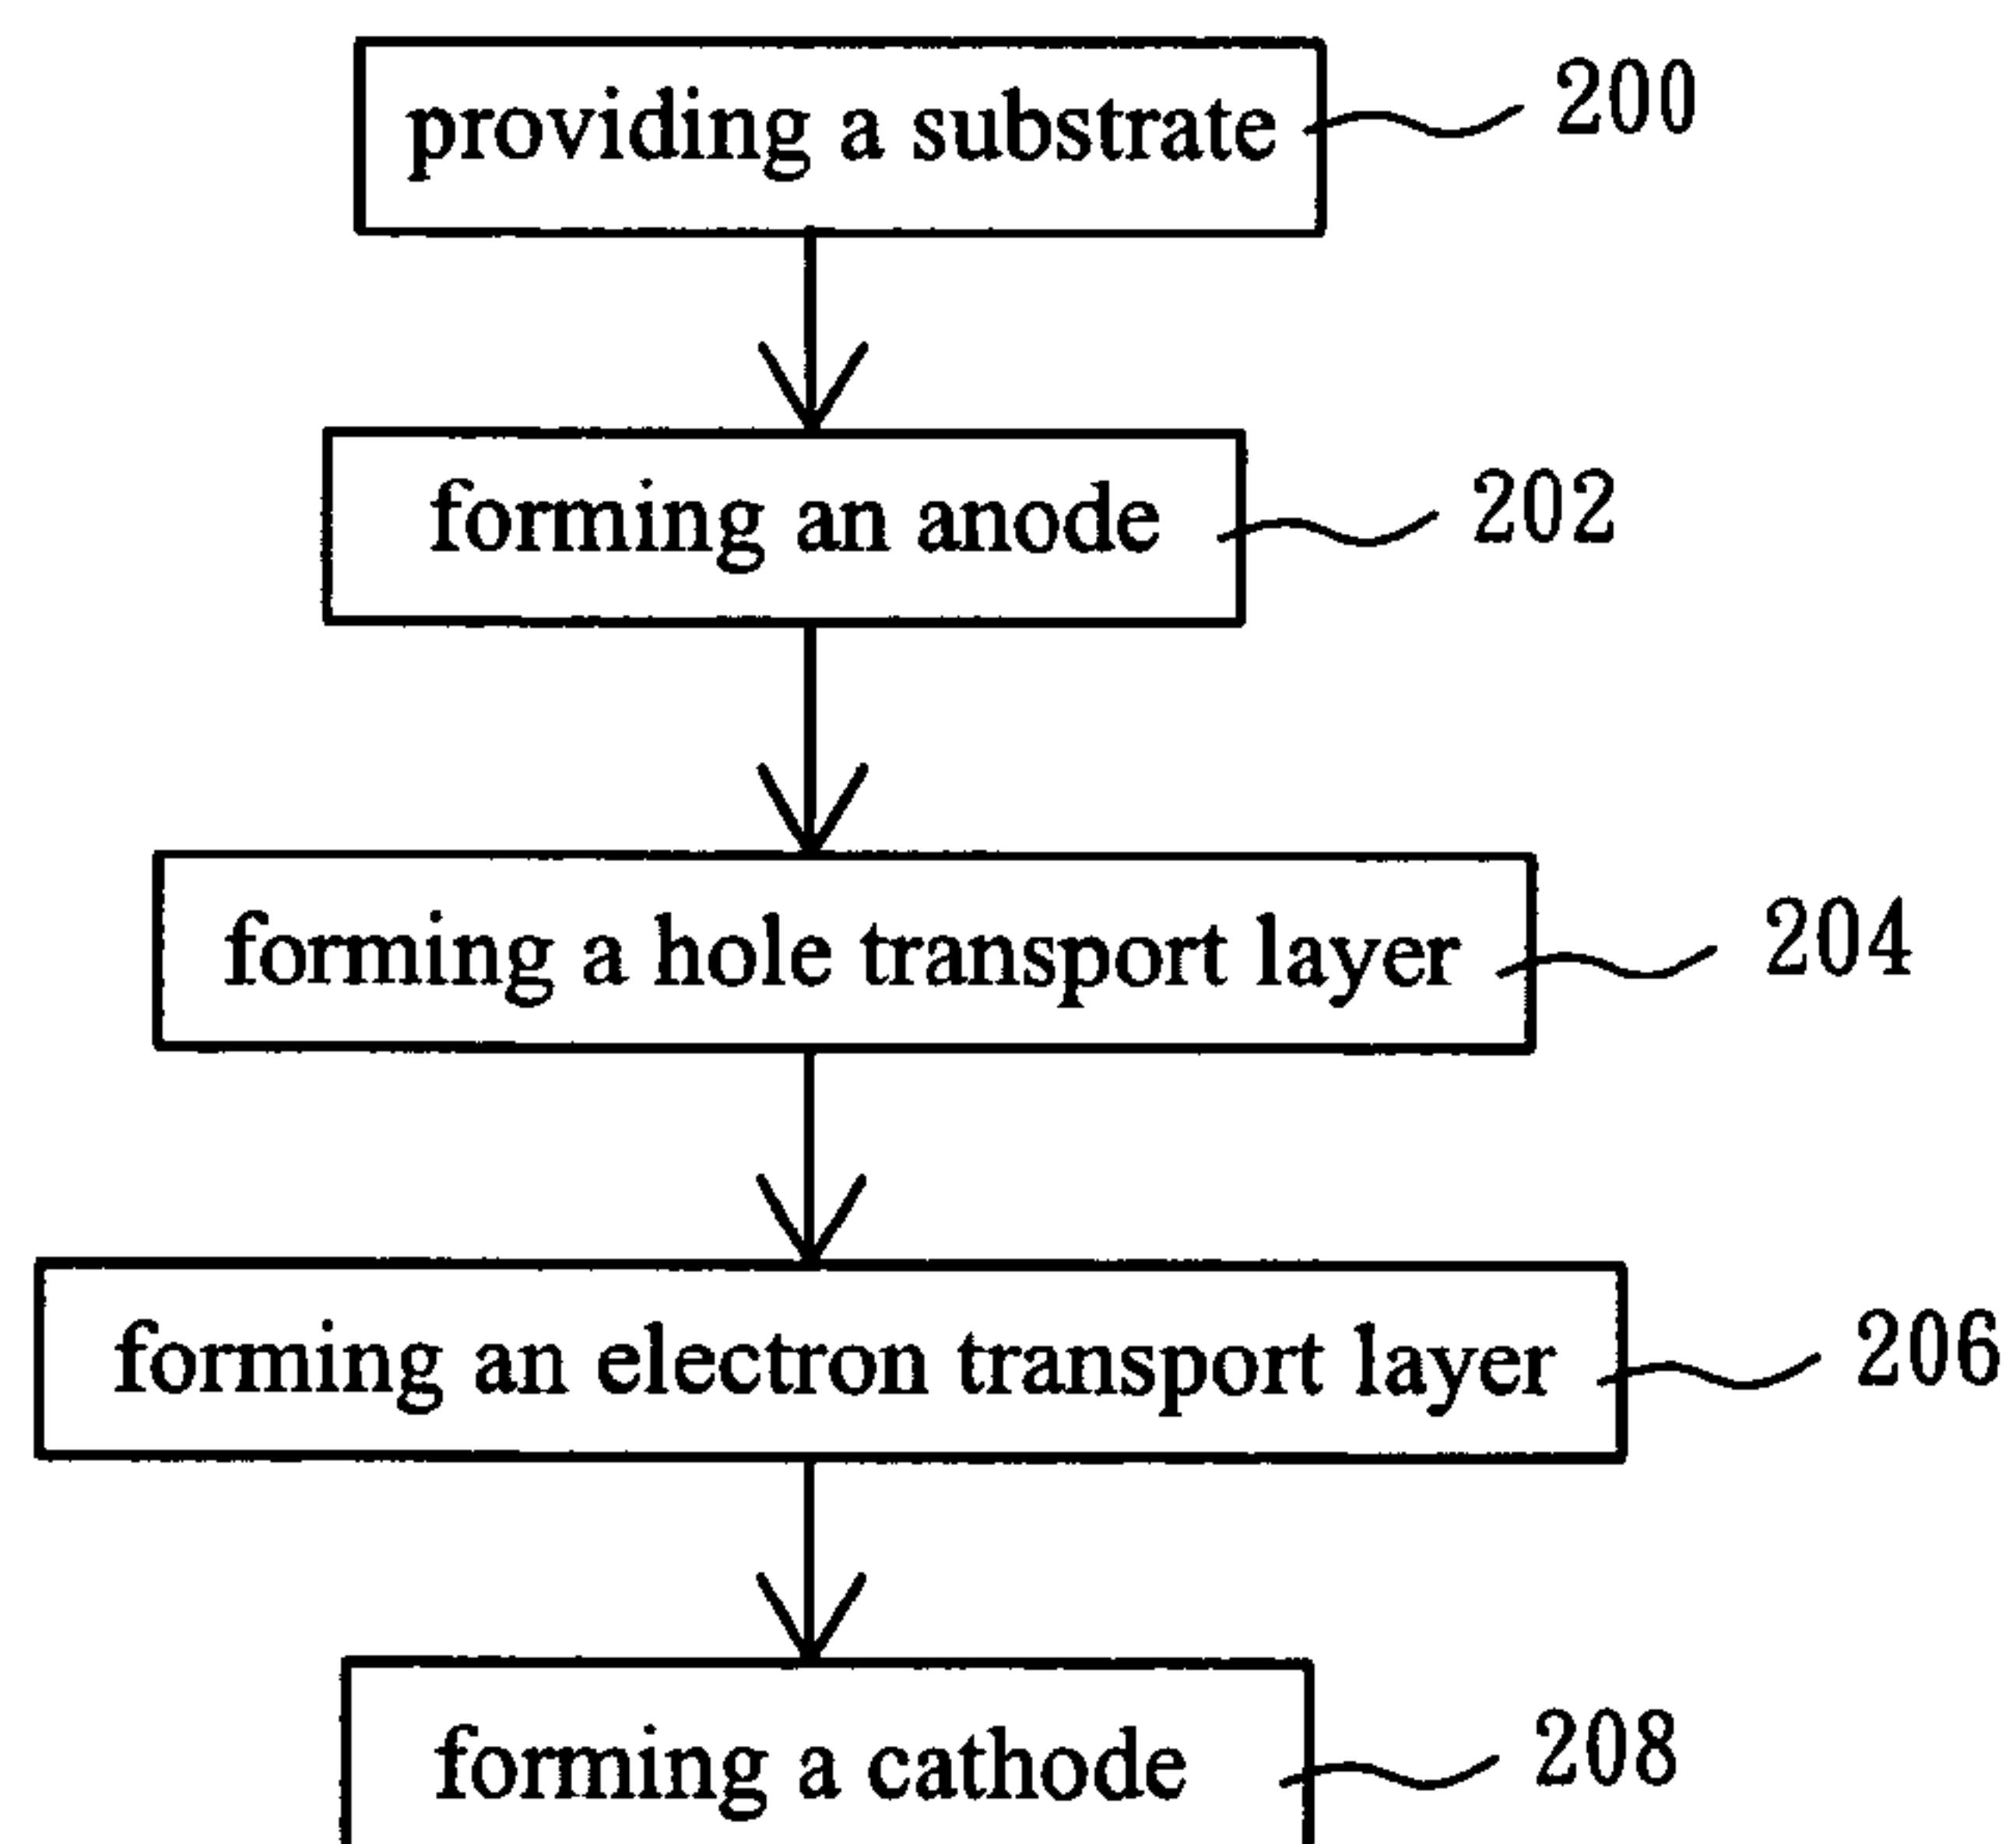 providing a substrate 200
forming an anode 202
forming a hole transport layer 204
forming an electron transport layer 206
forming a cathode 208